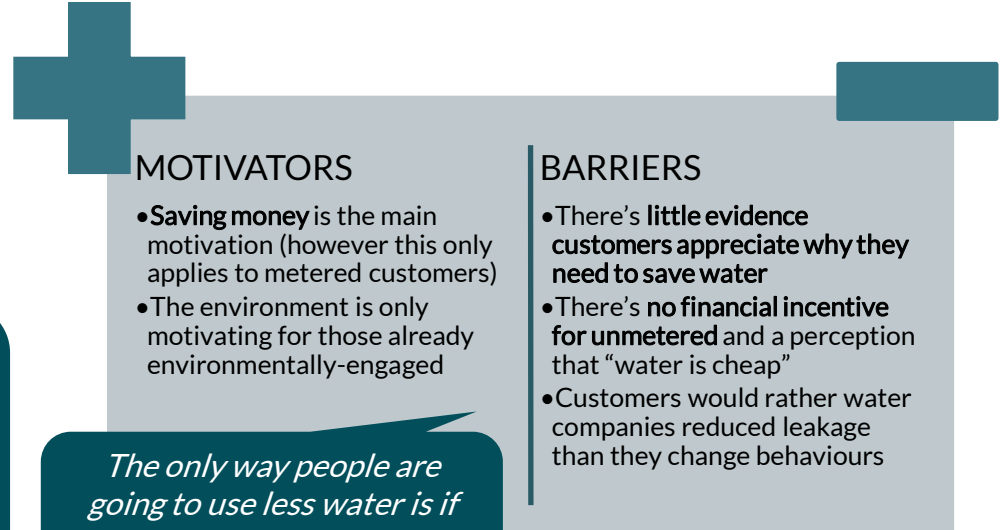 MOTIVATORS
•Saving money is the main
motivation (however this only
applies to metered customers)
•The environment is only
motivating for those already
environmentally-engaged
BARRIERS
•There’s little evidence
customers appreciate why they
need to save water
•There’s no financial incentive
for unmetered and a perception
that “water is cheap”
•Customers would rather water
companies reduced leakage
than they change behaviours
The only way people are
going to use less water is if